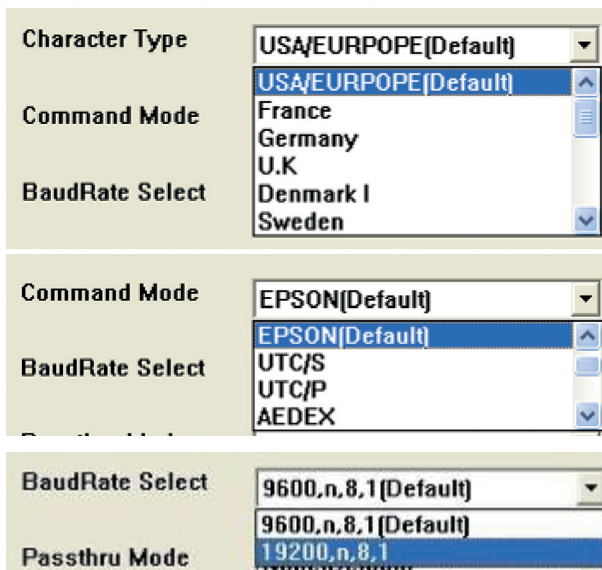 Character Type USA/EURPOPE(Default)
USA/EURPOPE(Default)
Command Mode France
Germany
U.K
BaudRate Select Denmark I
Sweden
Command Mode EPSON(Default)
EPSON(Default)
BaudRate Select UTC/S
UTC/P
AEDEX
BaudRate Select 9600,n,8,1(Default)
9600,n,8,1(Default)
Passthru Mode 19200,n,8,1